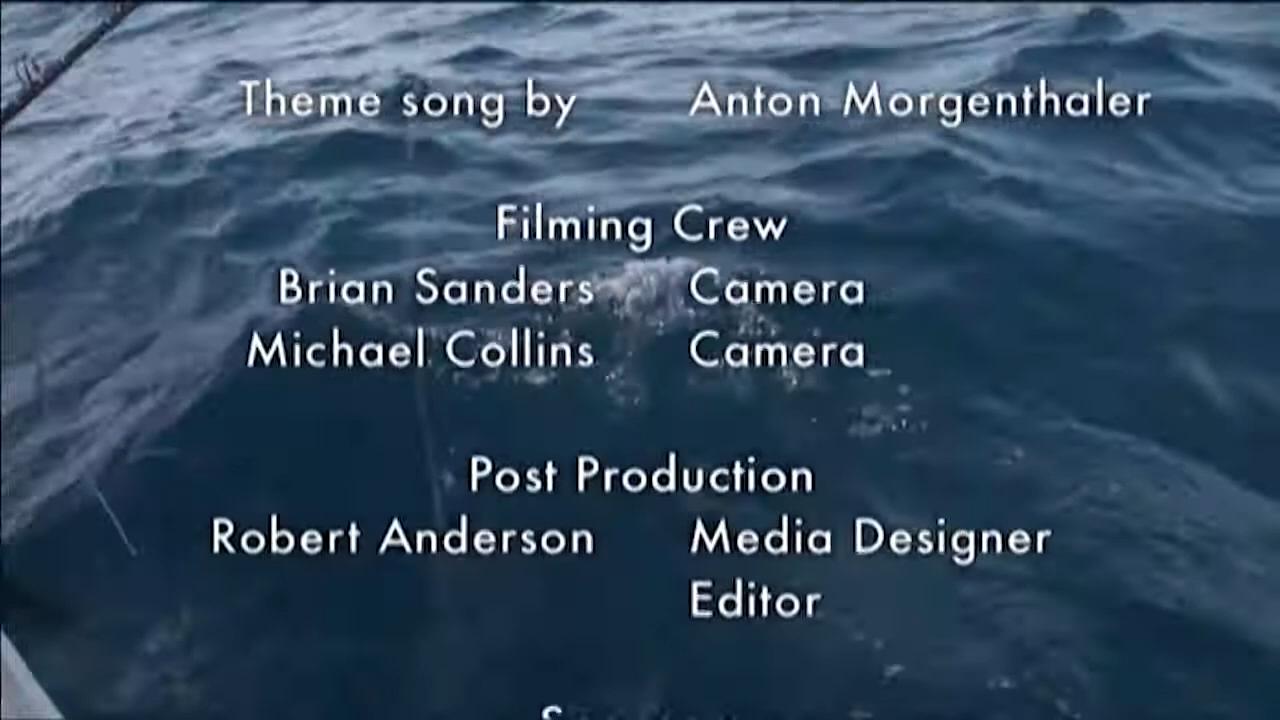 Theme song by Anton Morgenthaler
Filming Crew
Brian Sanders Camera
Michael Collins Camera
Post Production
Robert Anderson Media Designer
Editor